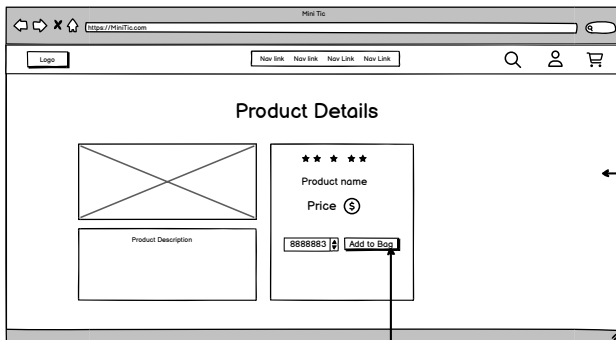 Mini Tic
https://MiniTic.com
Logo
Nav link Nav link Nav Link Nav Link
Product Details
Product name
Price $
Product Description
8888883 Add to Bag